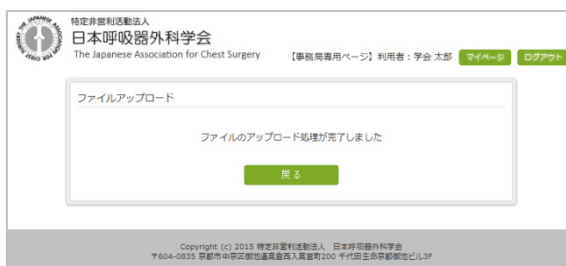 特定非営利活動法人
日本呼吸器外科学会
The Japanese Association for Chest Surgery
【事務局専用ページ】利用者：学会 太郎
マイページ
ログアウト
ファイルアップロード
ファイルのアップロード処理が完了しました
戻る
Copyright (c) 2015 特定非営利活動法人 日本呼吸器外科学会
〒604-0835 京都市中京区御池通高倉西入高宮町200 千代田生命京都御池ビル3F